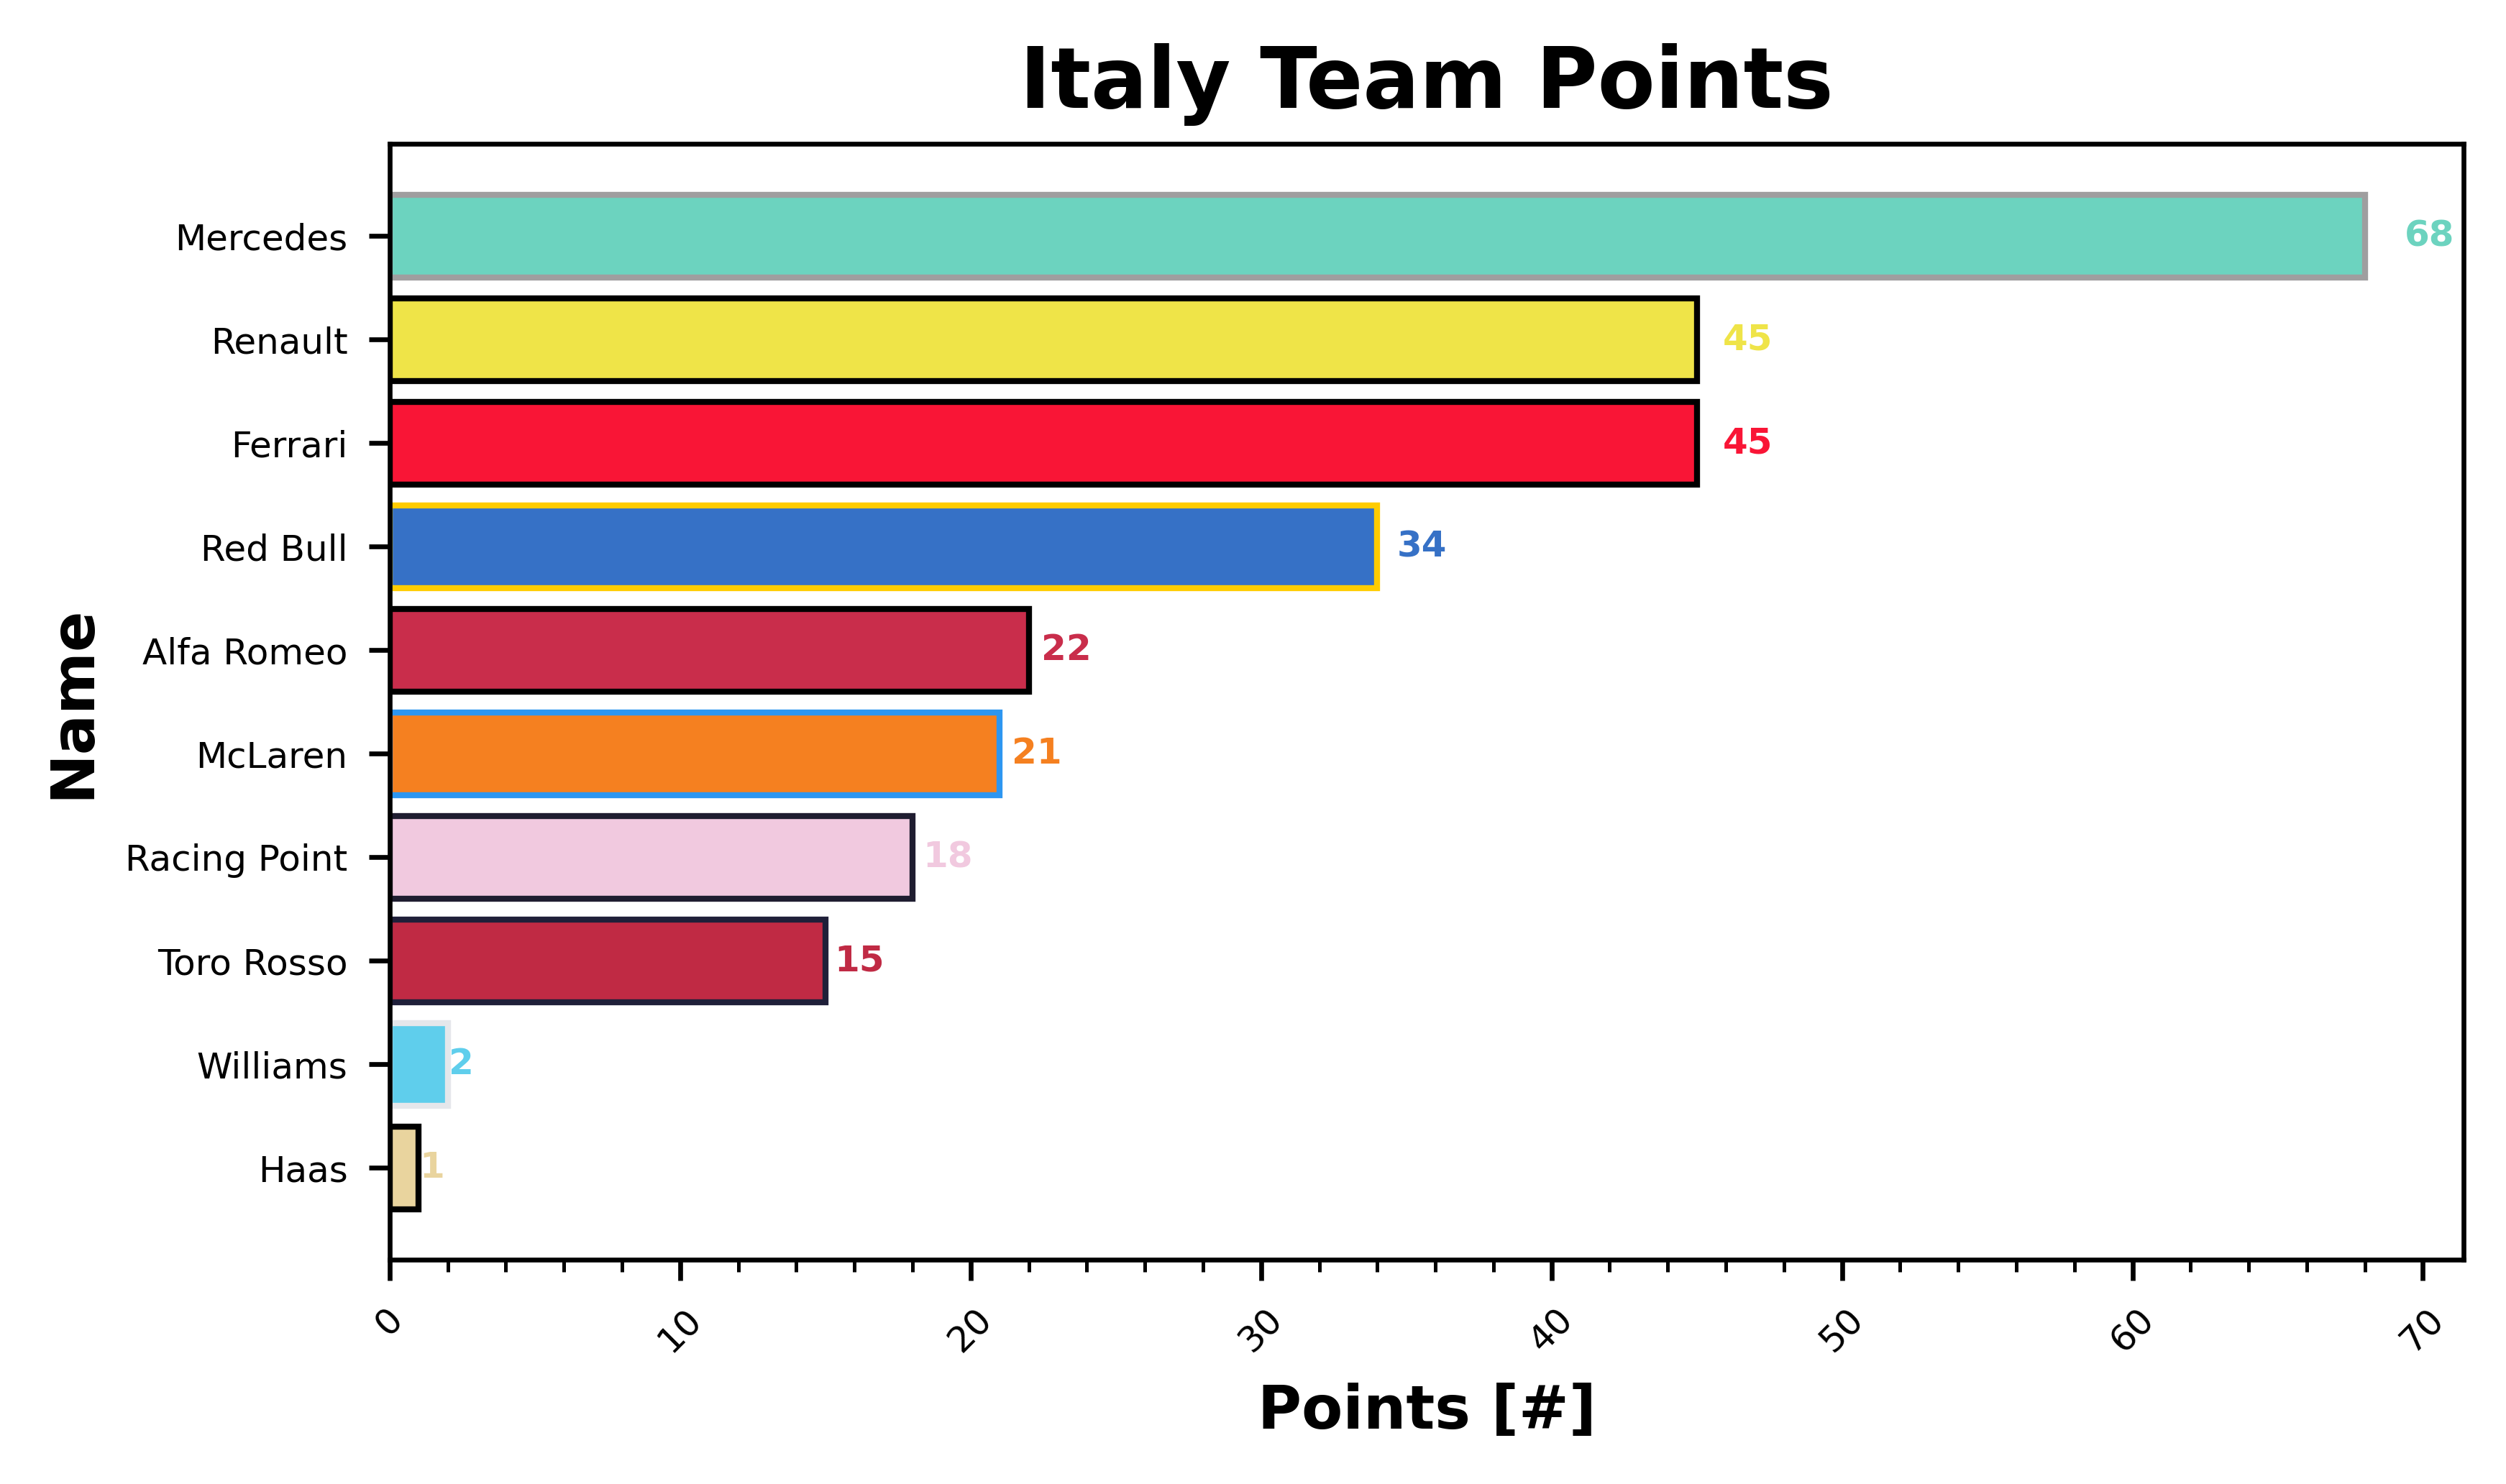 Italy Team Points
Name
Mercedes 68
Renault 45
Ferrari 45
Red Bull 34
Alfa Romeo 22
McLaren 21
Racing Point 18
Toro Rosso 15
Williams 2
Haas 1
0 10 20 30 40 50 60 70
Points [#]